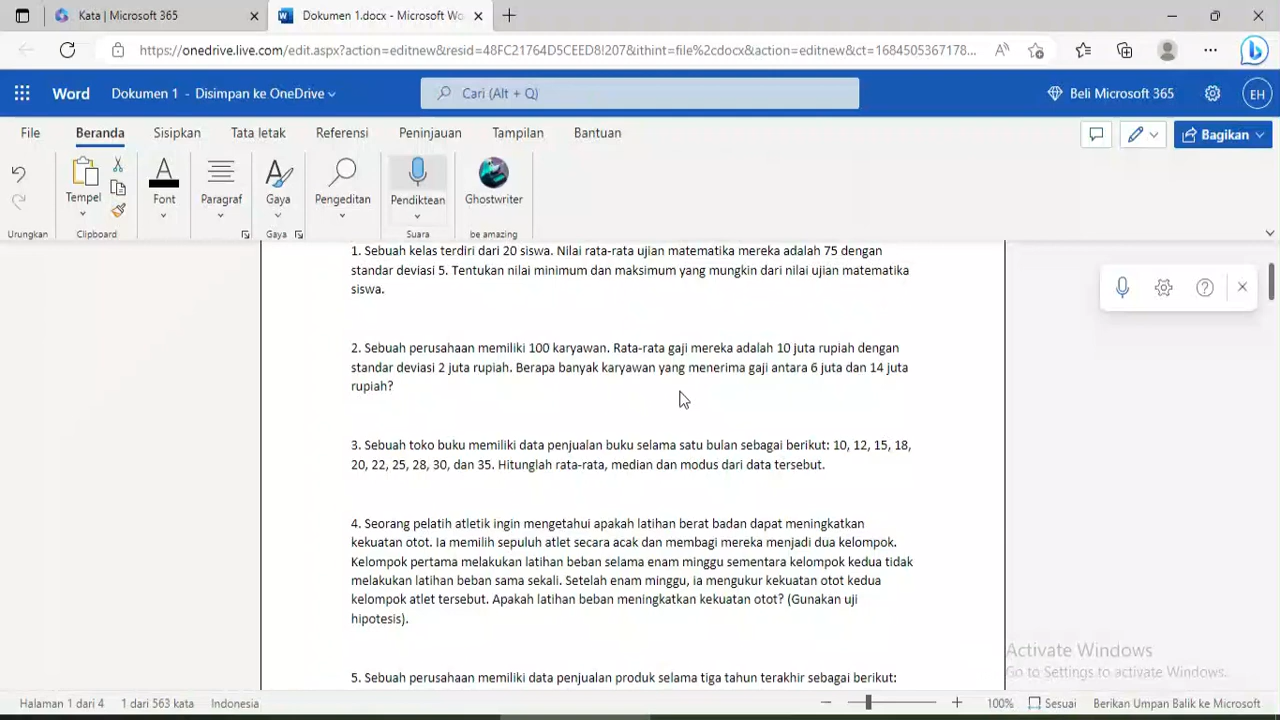 Kata | Microsoft 365
Dokumen 1.docx - Microsoft Wo
https://onedrive.live.com/edit.aspx?action=editnew&resid=48FC21764D5CEED8!207&ithint=file%2cdocx&action=editnew&ct=1684505367178...
Word Dokumen 1 - Disimpan ke OneDrive
Cari (Alt + Q)
Beli Microsoft 365
EH
File Beranda Sisipkan Tata letak Referensi Peninjauan Tampilan Bantuan
Bagikan
Tempel Font Paragraf Gaya Pengeditan Pendiktean Ghostwriter
Urungkan Clipboard Gaya Suara be amazing
1. Sebuah kelas terdiri dari 20 siswa. Nilai rata-rata ujian matematika mereka adalah 75 dengan
standar deviasi 5. Tentukan nilai minimum dan maksimum yang mungkin dari nilai ujian matematika
siswa.
2. Sebuah perusahaan memiliki 100 karyawan. Rata-rata gaji mereka adalah 10 juta rupiah dengan
standar deviasi 2 juta rupiah. Berapa banyak karyawan yang menerima gaji antara 6 juta dan 14 juta
rupiah?
3. Sebuah toko buku memiliki data penjualan buku selama satu bulan sebagai berikut: 10, 12, 15, 18,
20, 22, 25, 28, 30, dan 35. Hitunglah rata-rata, median dan modus dari data tersebut.
4. Seorang pelatih atletik ingin mengetahui apakah latihan berat badan dapat meningkatkan
kekuatan otot. Ia memilih sepuluh atlet secara acak dan membagi mereka menjadi dua kelompok.
Kelompok pertama melakukan latihan beban selama enam minggu sementara kelompok kedua tidak
melakukan latihan beban sama sekali. Setelah enam minggu, ia mengukur kekuatan otot kedua
kelompok atlet tersebut. Apakah latihan beban meningkatkan kekuatan otot? (Gunakan uji
hipotesis).
5. Sebuah perusahaan memiliki data penjualan produk selama tiga tahun terakhir sebagai berikut:
Activate Windows
Go to Settings to activate Windows.
Halaman 1 dari 4
1 dari 563 kata
Indonesia
100%
Sesuai
Berikan Umpan Balik ke Microsoft